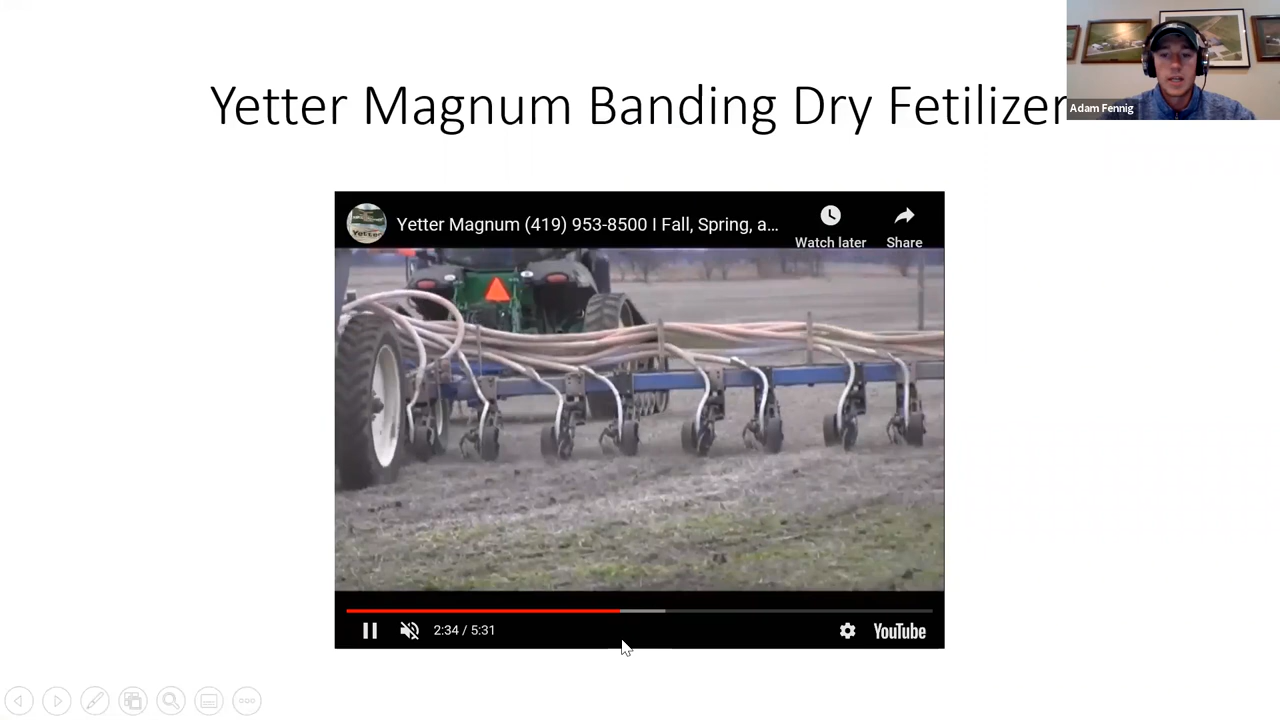 Yetter Magnum Banding Dry Fetilizer
Adam Fennig
Yetter Magnum (419) 953-8500 I Fall, Spring, a...
Watch later
Share
Yetter
2:34 / 5:31
YouTube